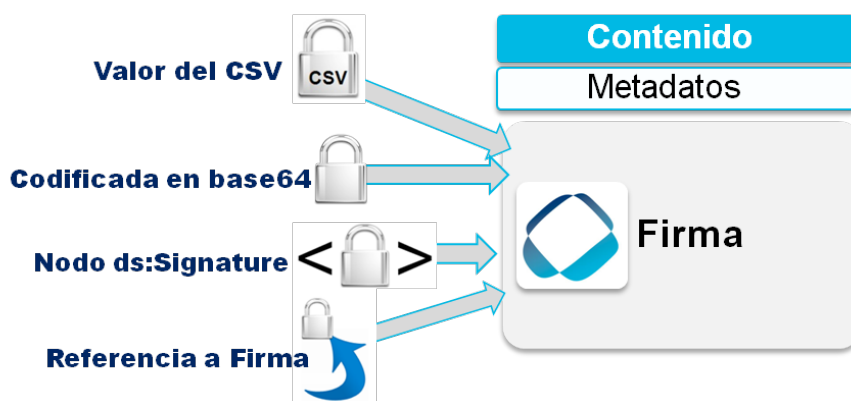 Contenido
Metadatos
Valor del CSV
CSV
Codificada en base64
Nodo ds:Signature
< >
Referencia a Firma
Firma